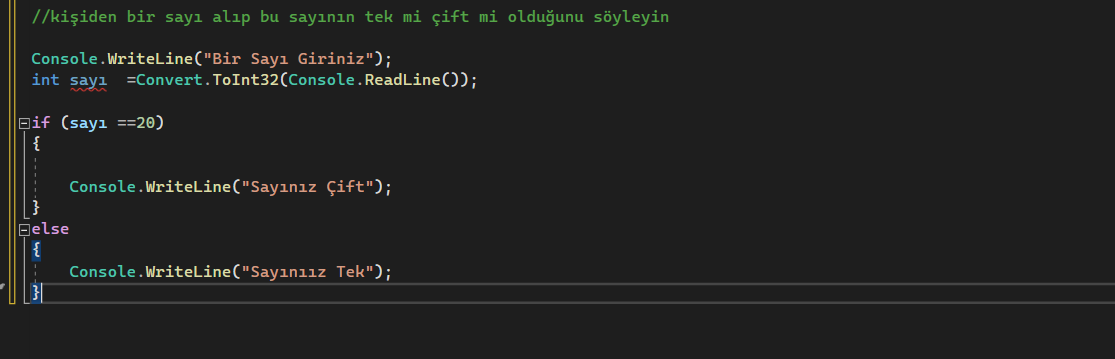 //kişiden bir sayı alıp bu sayının tek mi çift mi olduğunu söyleyin
Console.WriteLine("Bir Sayı Giriniz");
int sayı  =Convert.ToInt32(Console.ReadLine());
if (sayı ==20)
{
Console.WriteLine("Sayınız Çift");
}
else
{
Console.WriteLine("Sayınıız Tek");
}